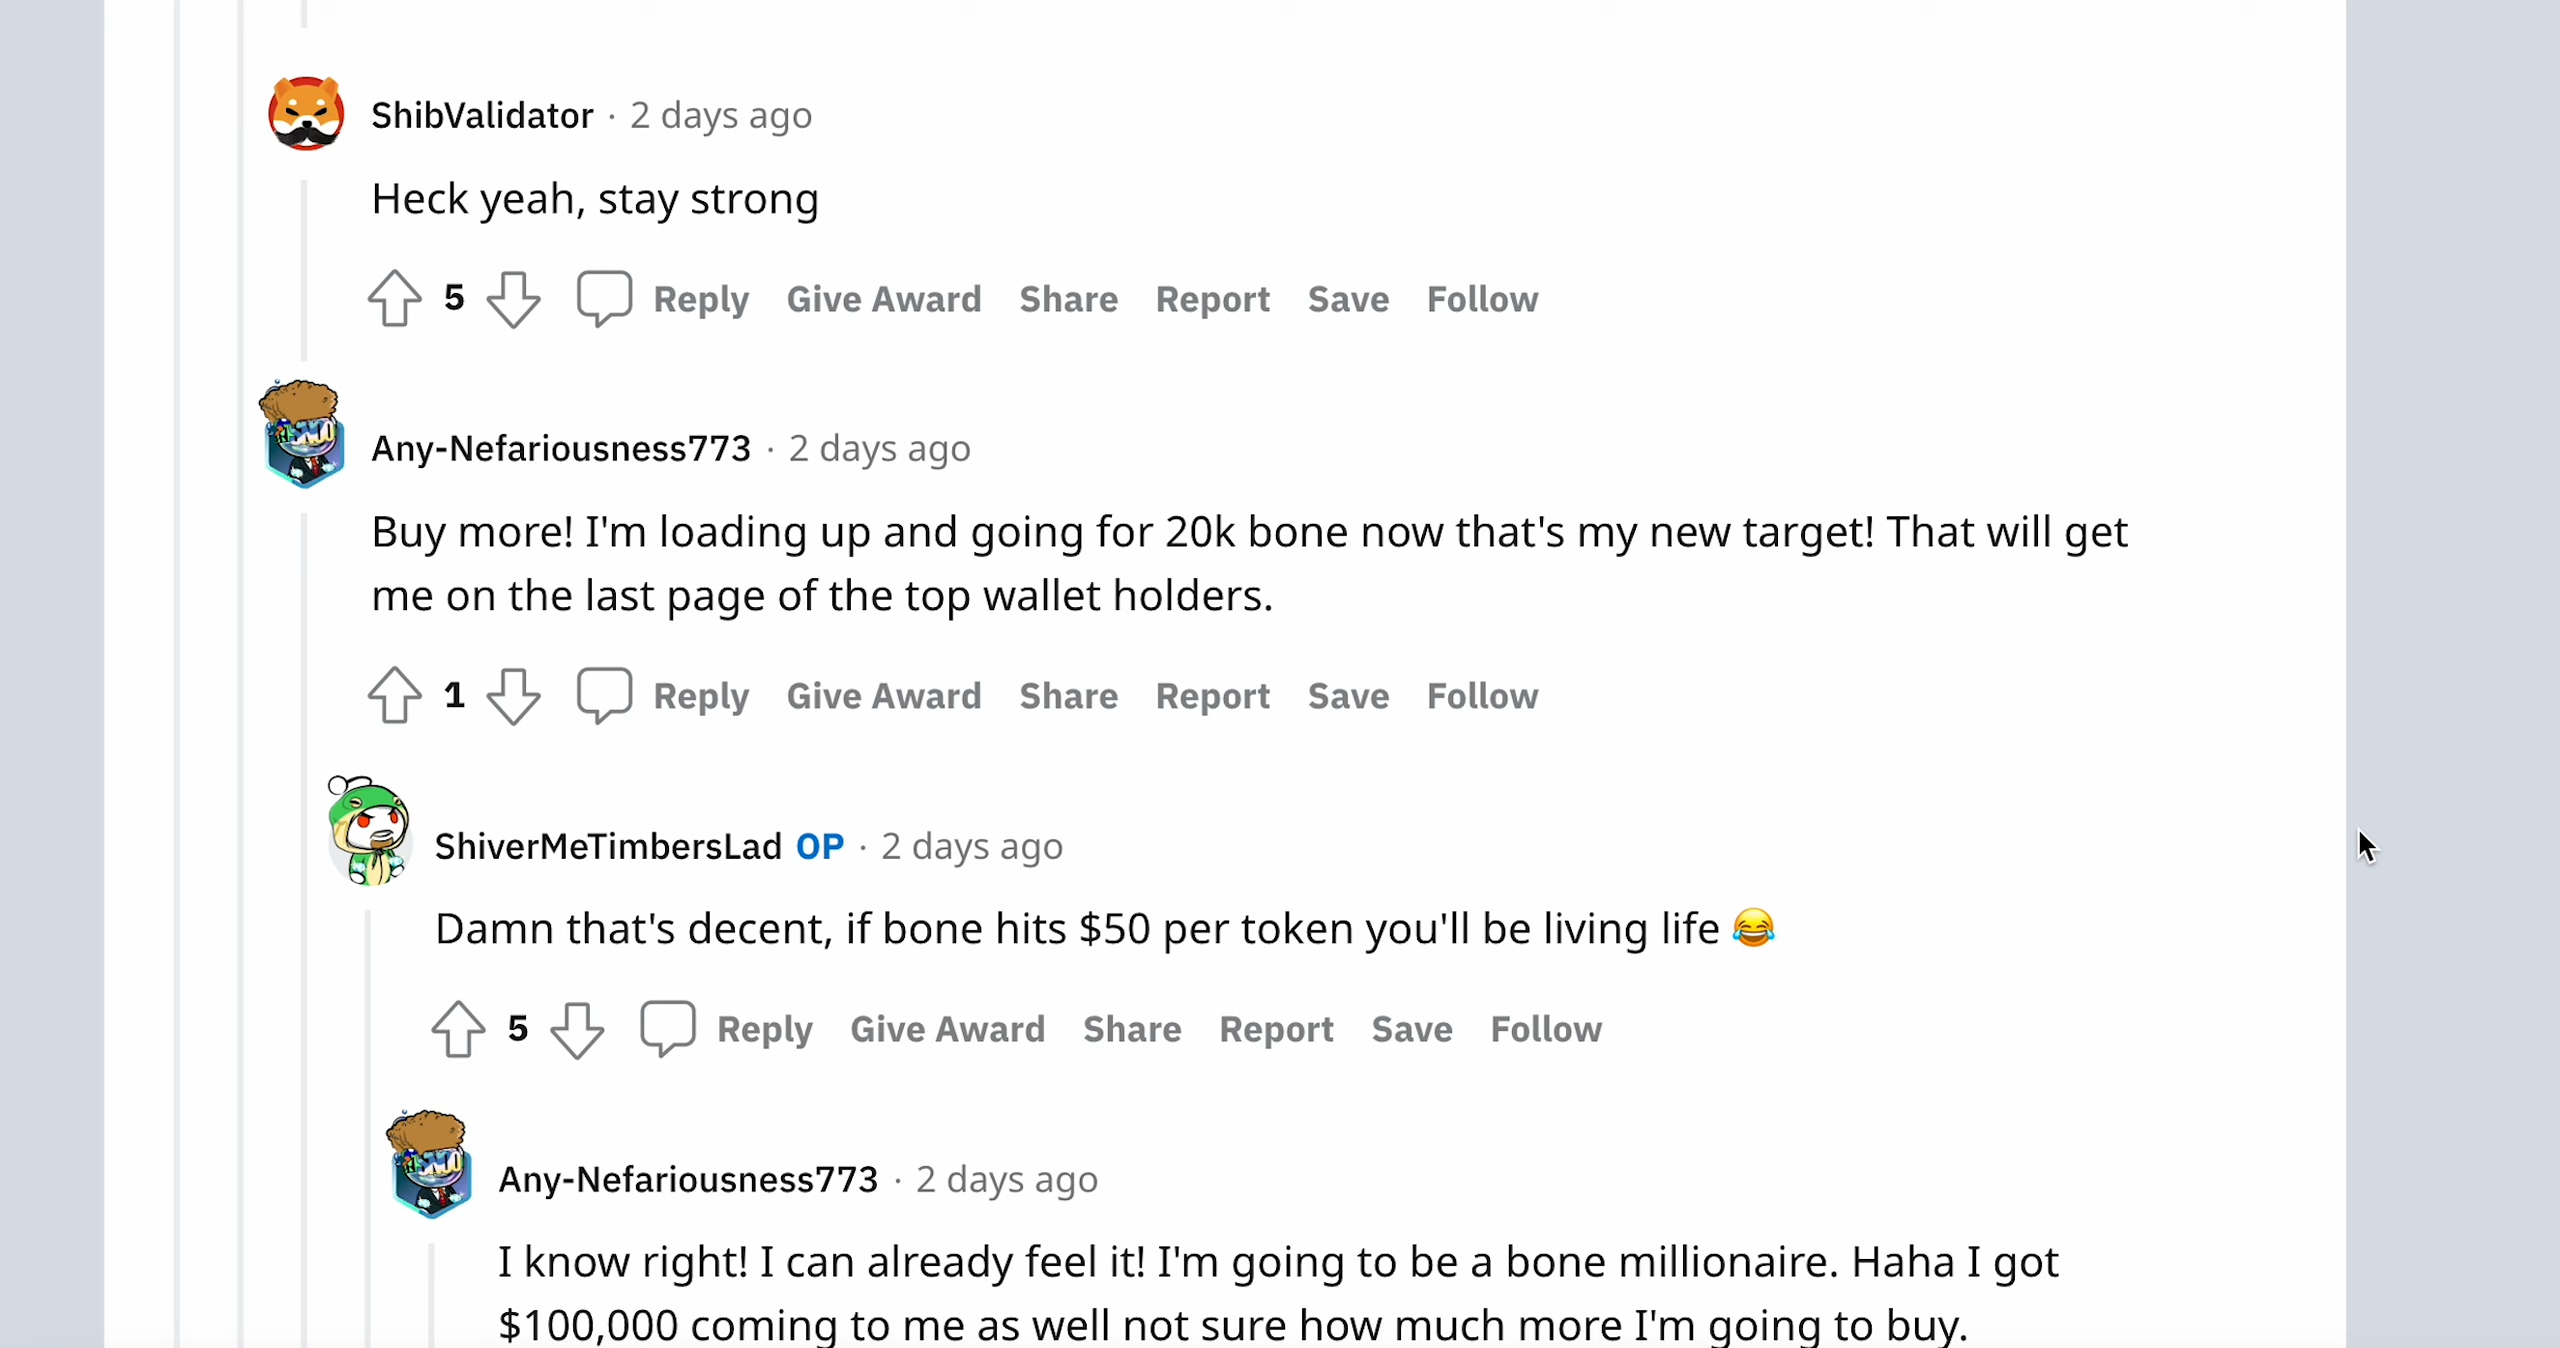 ShibValidator · 2 days ago
Heck yeah, stay strong
5 Reply Give Award Share Report Save Follow
Any-Nefariousness773 · 2 days ago
Buy more! I'm loading up and going for 20k bone now that's my new target! That will get
me on the last page of the top wallet holders.
1 Reply Give Award Share Report Save Follow
ShiverMeTimbersLad OP · 2 days ago
Damn that's decent, if bone hits $50 per token you'll be living life 😂
5 Reply Give Award Share Report Save Follow
Any-Nefariousness773 · 2 days ago
I know right! I can already feel it! I'm going to be a bone millionaire. Haha I got
$100,000 coming to me as well not sure how much more I'm going to buy.